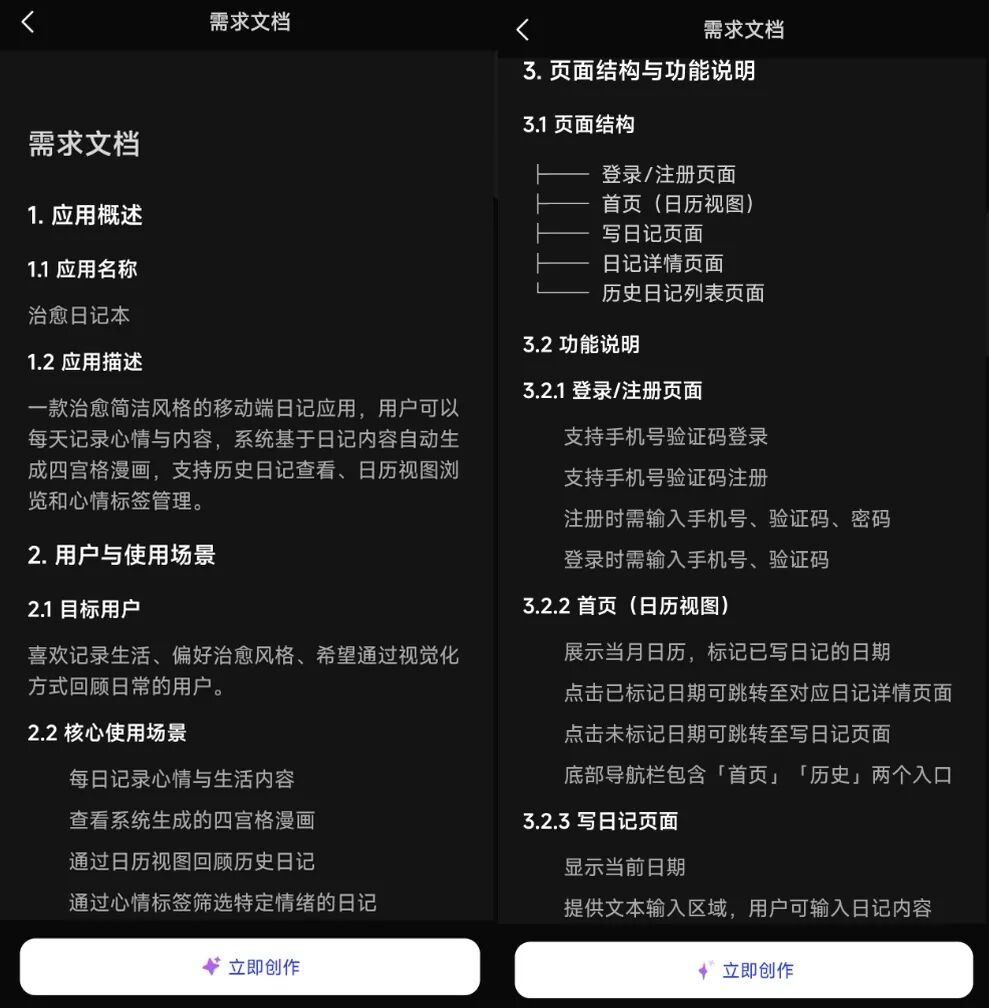 需求文档
需求文档
1. 应用概述
1.1 应用名称
治愈日记本
1.2 应用描述
一款治愈简洁风格的移动端日记应用，用户可以
每天记录心情与内容，系统基于日记内容自动生
成四宫格漫画，支持历史日记查看、日历视图浏
览和心情标签管理。
2. 用户与使用场景
2.1 目标用户
喜欢记录生活、偏好治愈风格、希望通过视觉化
方式回顾日常的用户。
2.2 核心使用场景
每日记录心情与生活内容
查看系统生成的四宫格漫画
通过日历视图回顾历史日记
通过心情标签筛选特定情绪的日记
立即创作
需求文档
3. 页面结构与功能说明
3.1 页面结构
├── 登录/注册页面
├── 首页（日历视图）
├── 写日记页面
├── 日记详情页面
└── 历史日记列表页面
3.2 功能说明
3.2.1 登录/注册页面
支持手机号验证码登录
支持手机号验证码注册
注册时需输入手机号、验证码、密码
登录时需输入手机号、验证码
3.2.2 首页（日历视图）
展示当月日历，标记已写日记的日期
点击已标记日期可跳转至对应日记详情页面
点击未标记日期可跳转至写日记页面
底部导航栏包含「首页」「历史」两个入口
3.2.3 写日记页面
显示当前日期
提供文本输入区域，用户可输入日记内容
立即创作